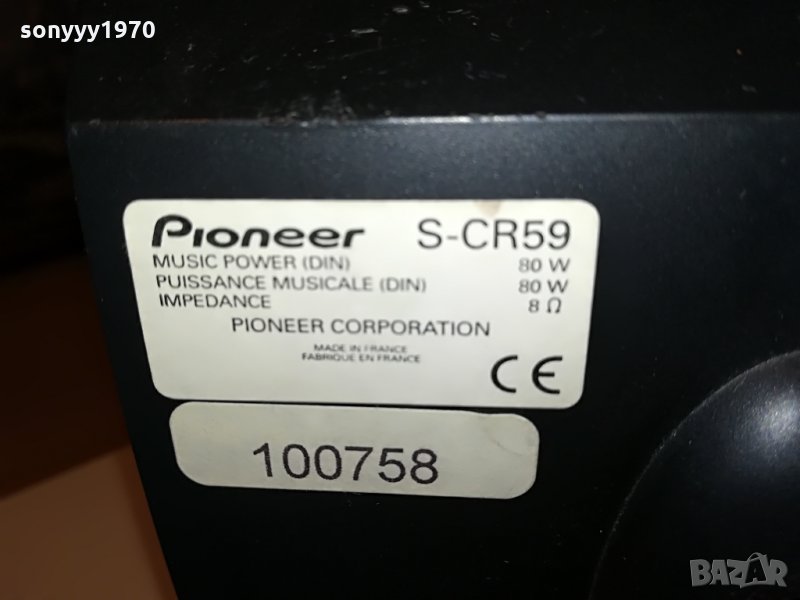 sonyyy1970
Pioneer S-CR59
MUSIC POWER (DIN) 80 W
PUISSANCE MUSICALE (DIN) 80 W
IMPEDANCE 8 Ω
PIONEER CORPORATION
MADE IN FRANCE
FABRIQUE EN FRANCE
CE
100758
BAZAR